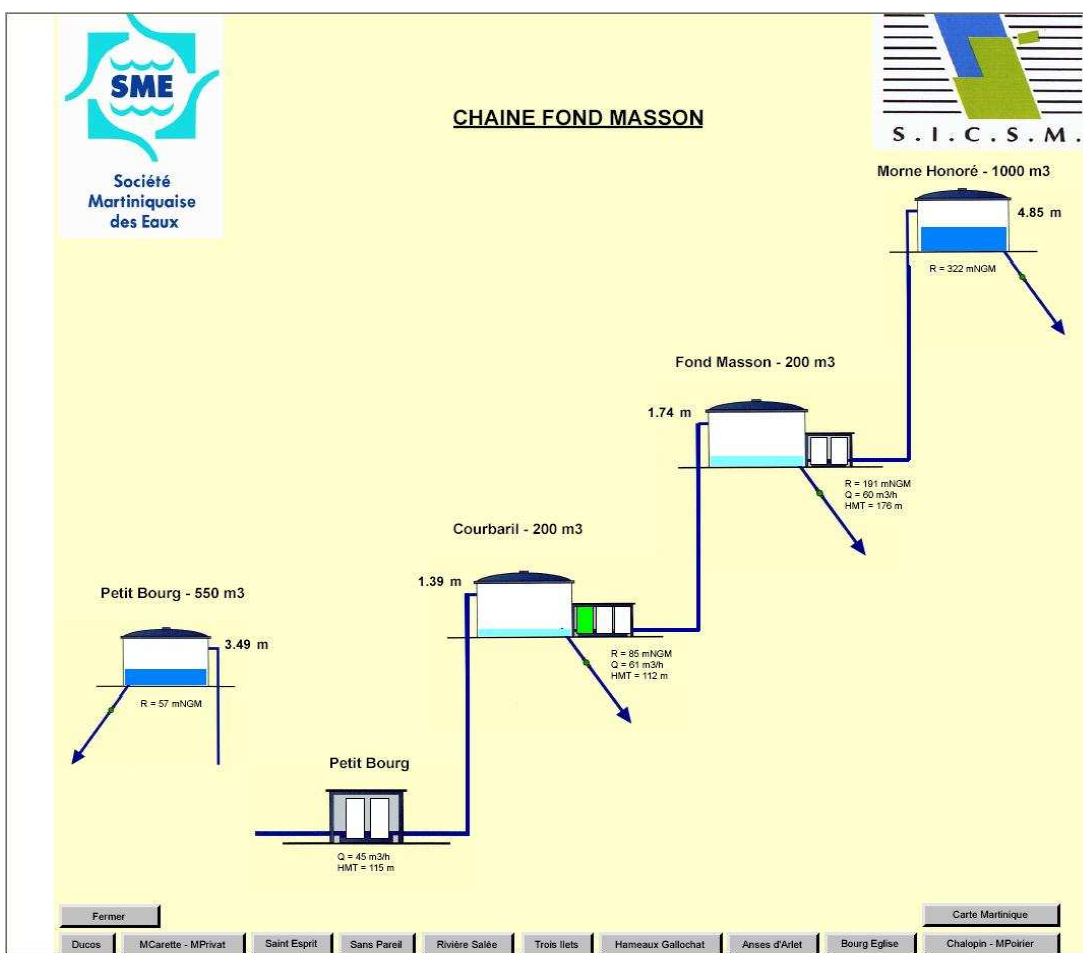 SME
Société
Martiniquaise
des Eaux
CHAINE FOND MASSON
S.I.C.S.M.
Morne Honoré - 1000 m3
4.85 m
R = 322 mNGM
Fond Masson - 200 m3
1.74 m
R = 191 mNGM
Q = 60 m3/h
HMT = 176 m
Courbaril - 200 m3
1.39 m
R = 85 mNGM
Q = 61 m3/h
HMT = 112 m
Petit Bourg - 550 m3
3.49 m
R = 57 mNGM
Petit Bourg
Q = 45 m3/h
HMT = 115 m
Fermer
Carte Martinique
Ducos
MCarette - MPrivat
Saint Esprit
Sans Pareil
Rivière Salée
Trois Ilets
Hameaux Gallochat
Anses d'Arlet
Bourg Eglise
Chalopin - MPoirier